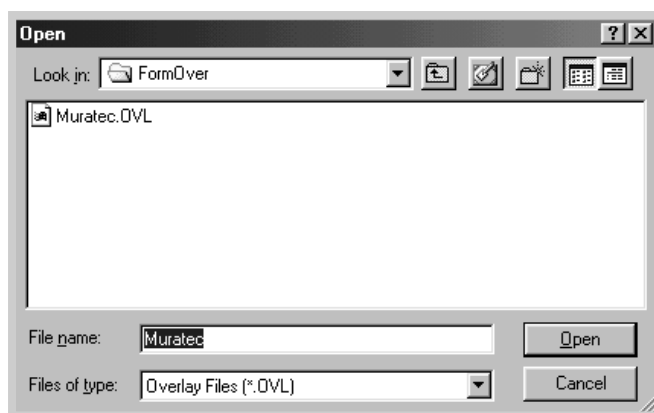 Open
Look in: FormOver
Muratec.OVL
File name: Muratec Open
Files of type: Overlay Files (*.OVL) Cancel